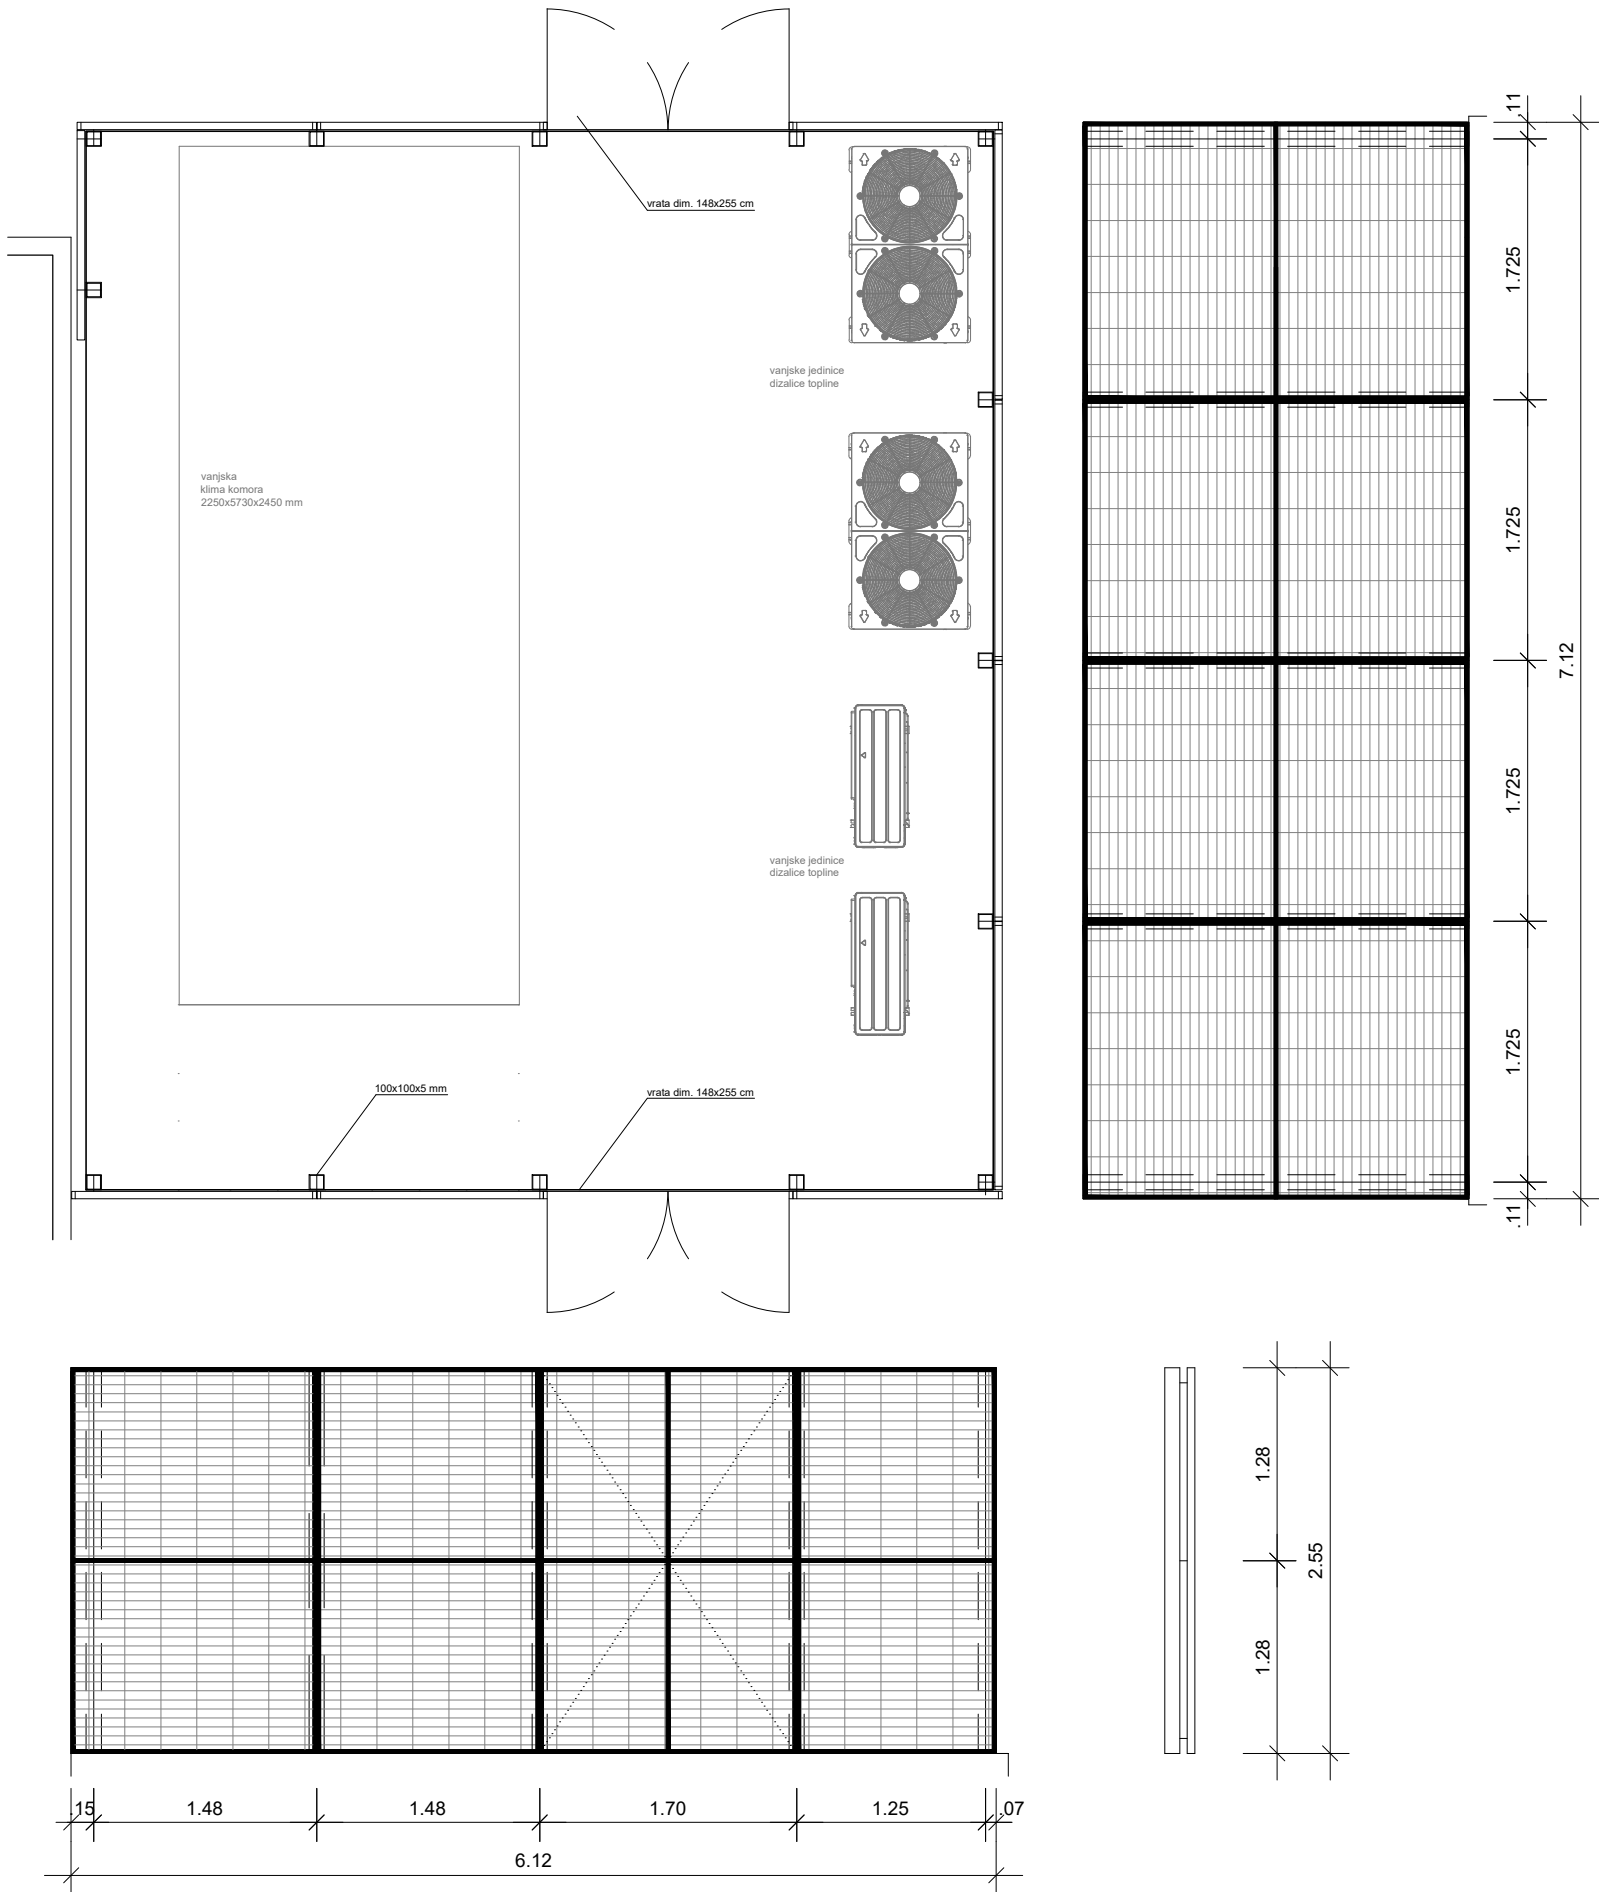 vrata dim. 148x255 cm
vanjske jedinice
dizalice topline
vanjska
klima komora
2250x5730x2450 mm
vanjske jedinice
dizalice topline
100x100x5 mm
vrata dim. 148x255 cm
.11
1.725
1.725
1.725
1.725
.11
7.12
1.28
1.28
2.55
.15
1.48
1.48
1.70
1.25
.07
6.12